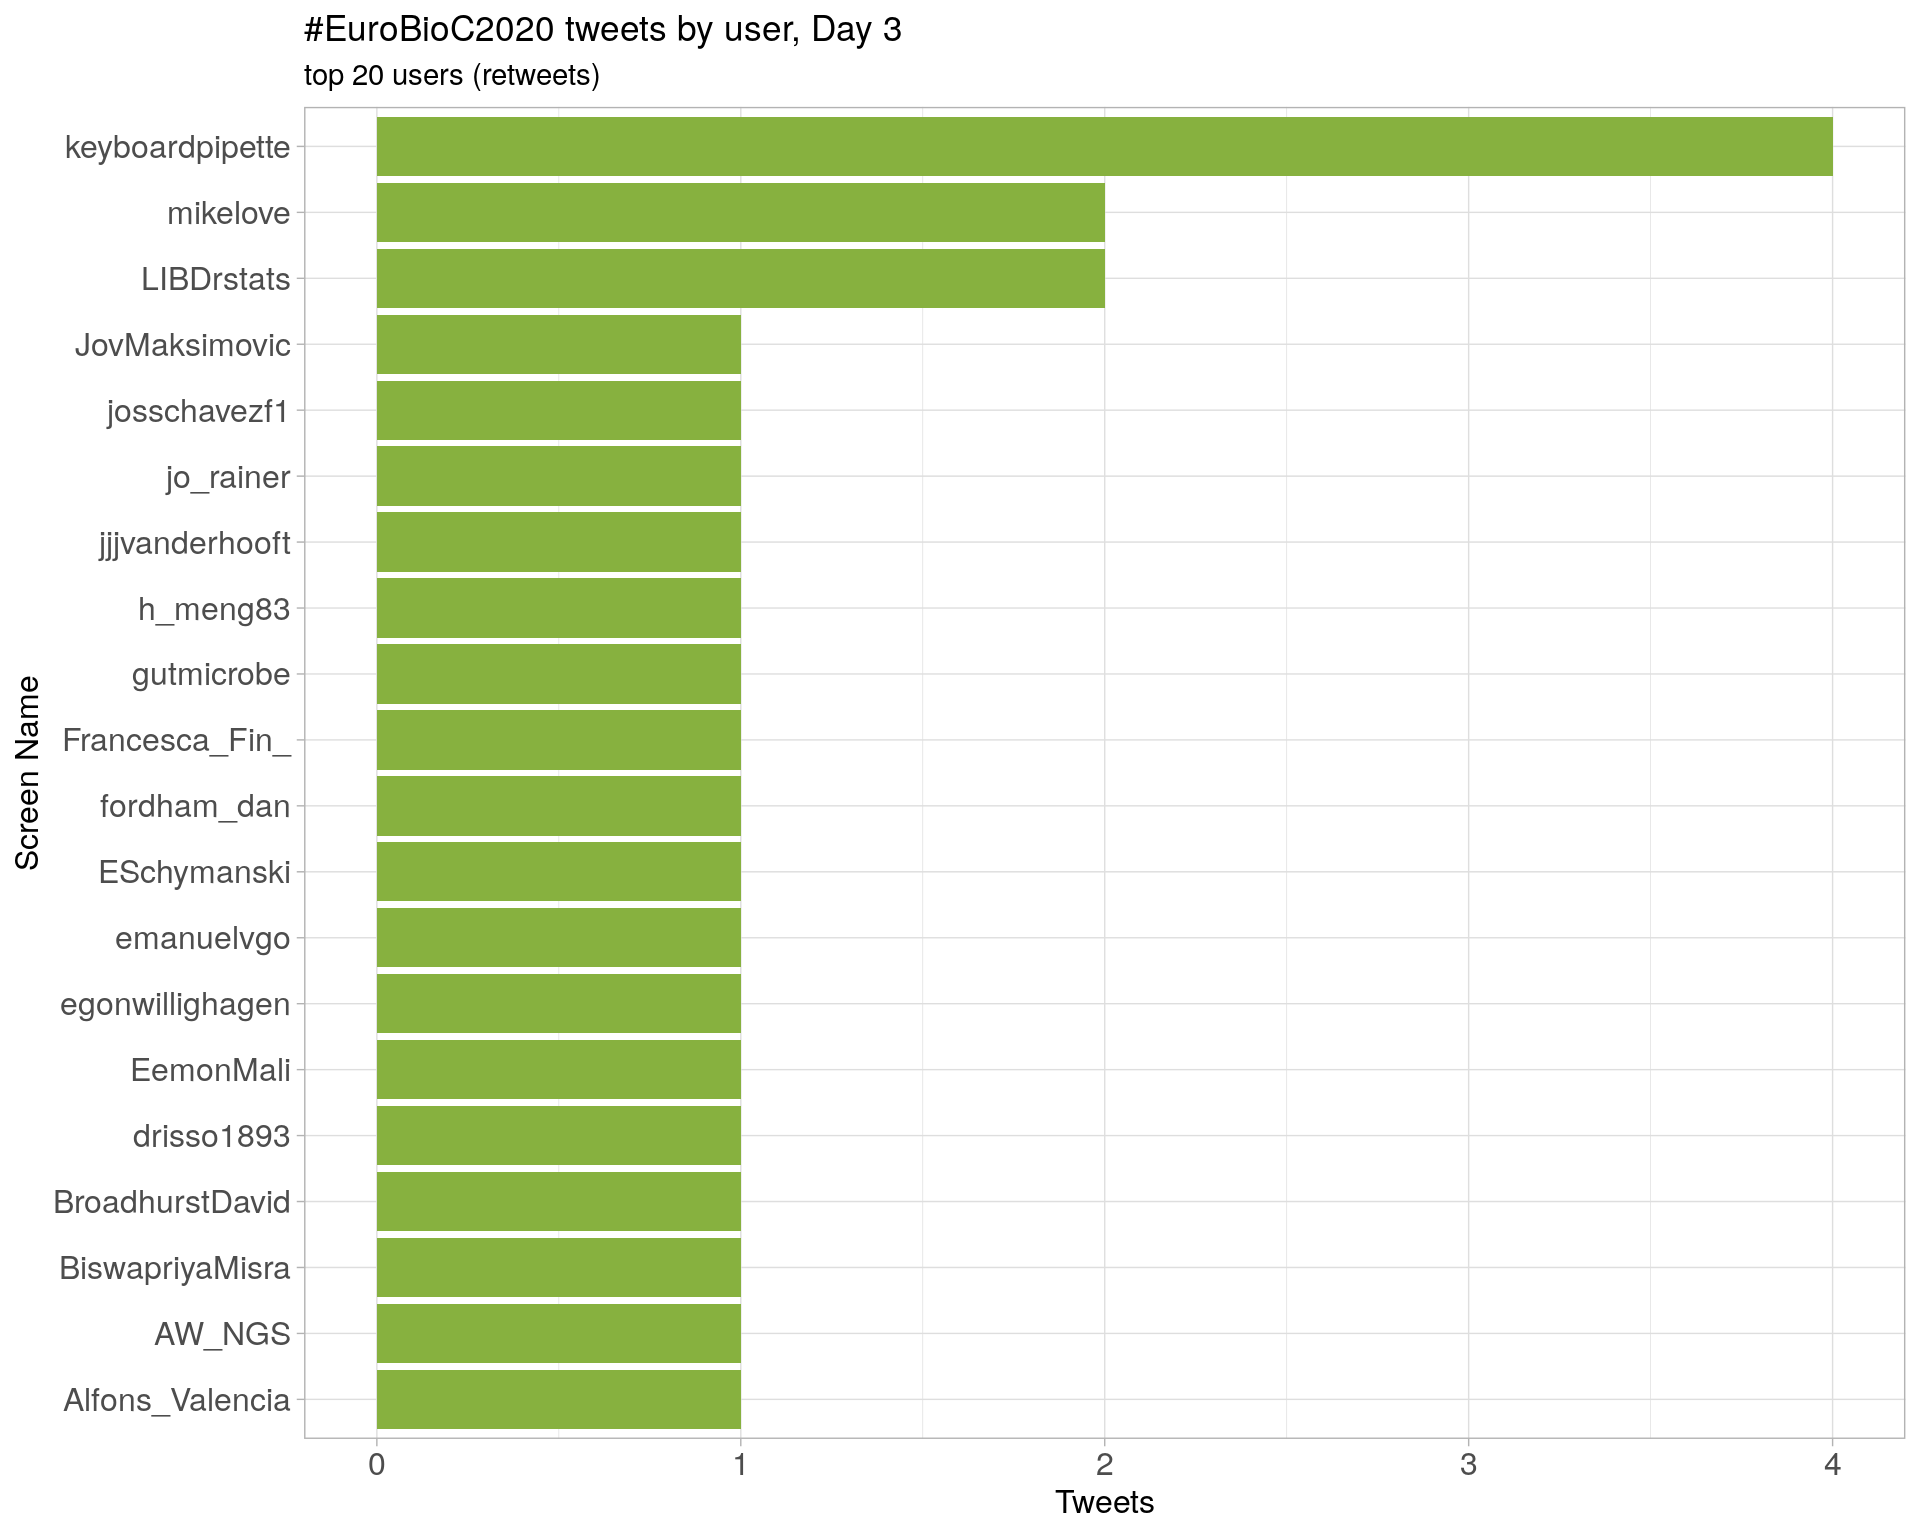 #EuroBioC2020 tweets by user, Day 3
top 20 users (retweets)
keyboardpipette
mikelove
LIBDrstats
JovMaksimovic
josschavezf1
jo_rainer
jjjvanderhooft
h_meng83
gutmicrobe
Francesca_Fin_
fordham_dan
ESchymanski
emanuelvgo
egonwillighagen
EemonMali
drisso1893
BroadhurstDavid
BiswapriyaMisra
AW_NGS
Alfons_Valencia
Screen Name
0 1 2 3 4
Tweets